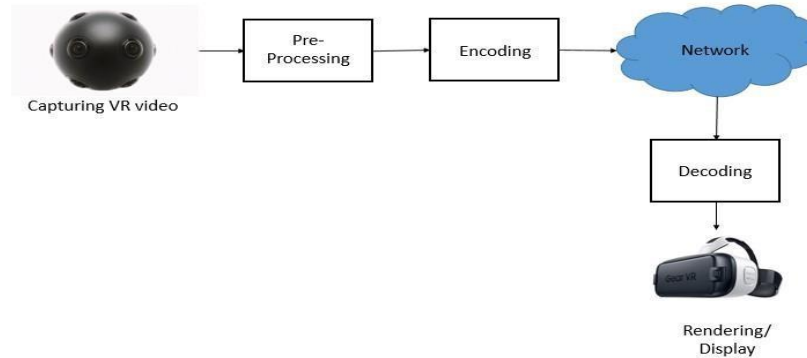 Capturing VR video
Pre-
Processing
Encoding
Network
Decoding
Gear VR
Rendering/
Display